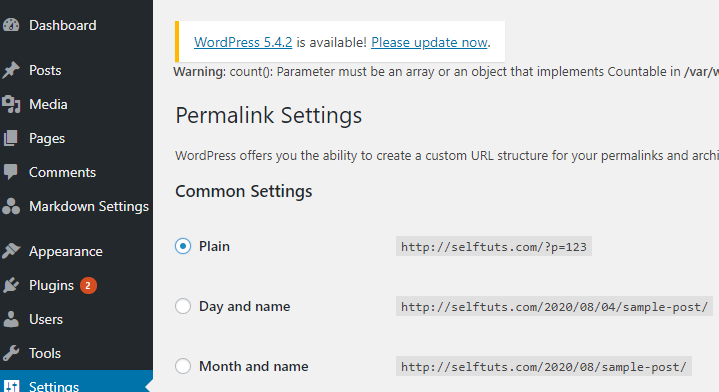 Dashboard
Posts
Media
Pages
Comments
Markdown Settings
Appearance
Plugins 2
Users
Tools
Settings
WordPress 5.4.2 is available! Please update now.
Warning: count(): Parameter must be an array or an object that implements Countable in /var/w
Permalink Settings
WordPress offers you the ability to create a custom URL structure for your permalinks and archi
Common Settings
Plain http://selftuts.com/?p=123
Day and name http://selftuts.com/2020/08/04/sample-post/
Month and name http://selftuts.com/2020/08/sample-post/